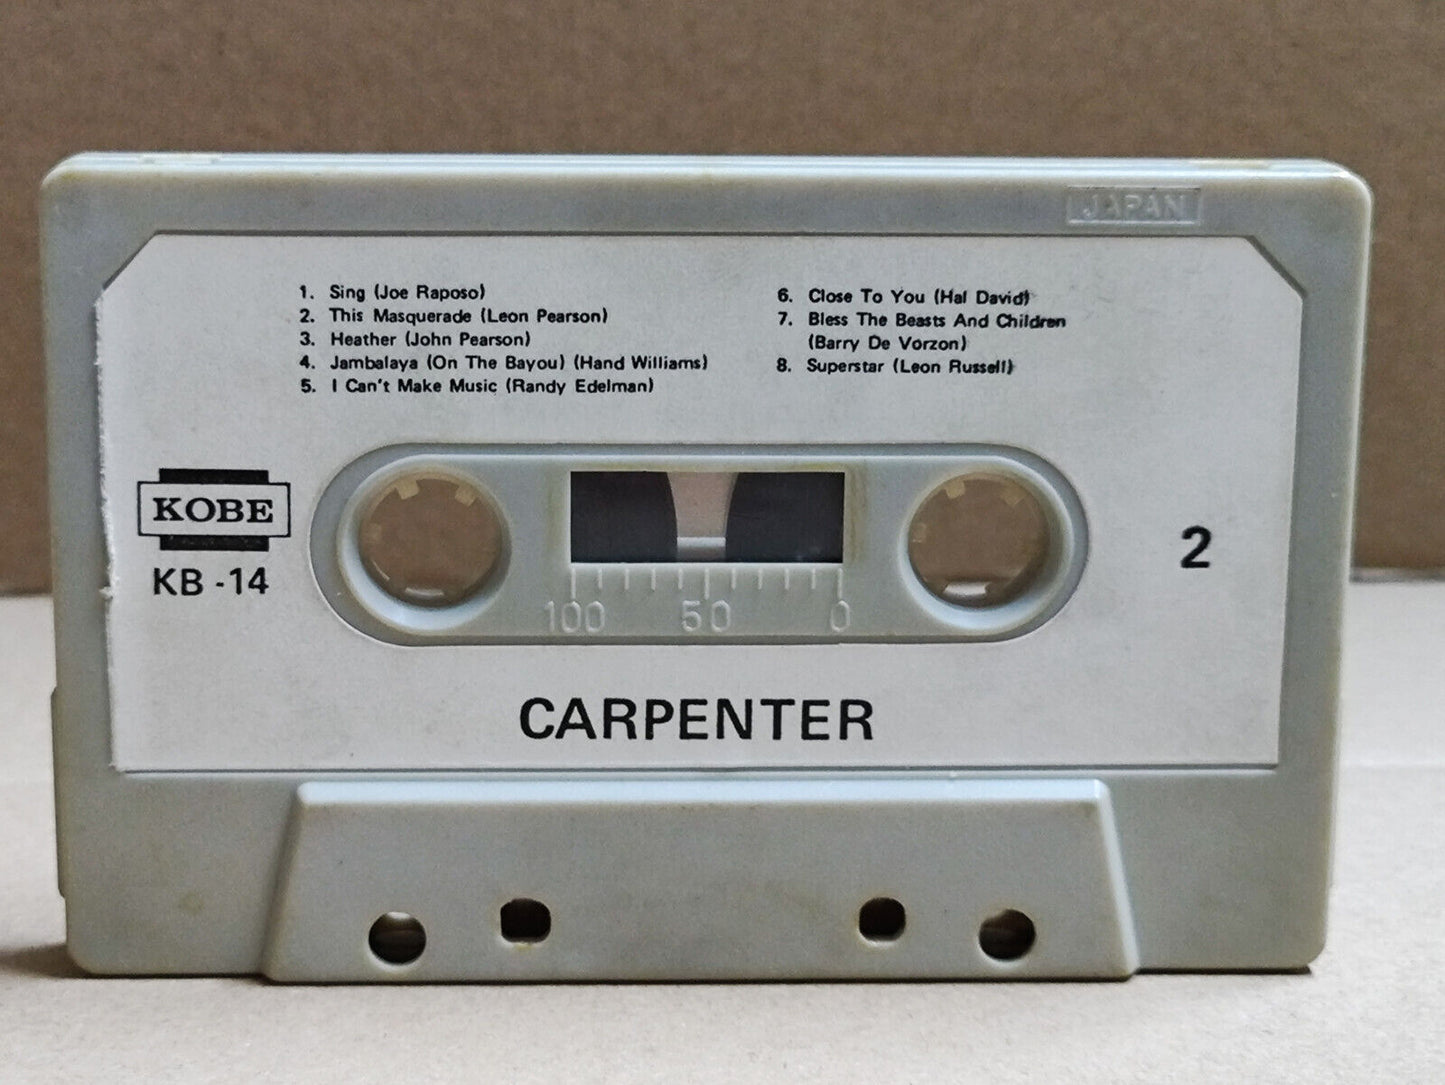 JAPAN
1. Sing (Joe Raposo)
2. This Masquerade (Leon Pearson)
3. Heather (John Pearson)
4. Jambalaya (On The Bayou) (Hand Williams)
5. I Can't Make Music (Randy Edelman)
6. Close To You (Hal David)
7. Bless The Beasts And Children
(Barry De Vorzon)
8. Superstar (Leon Russell)
KOBE
KB -14
100 50 0
2
CARPENTER